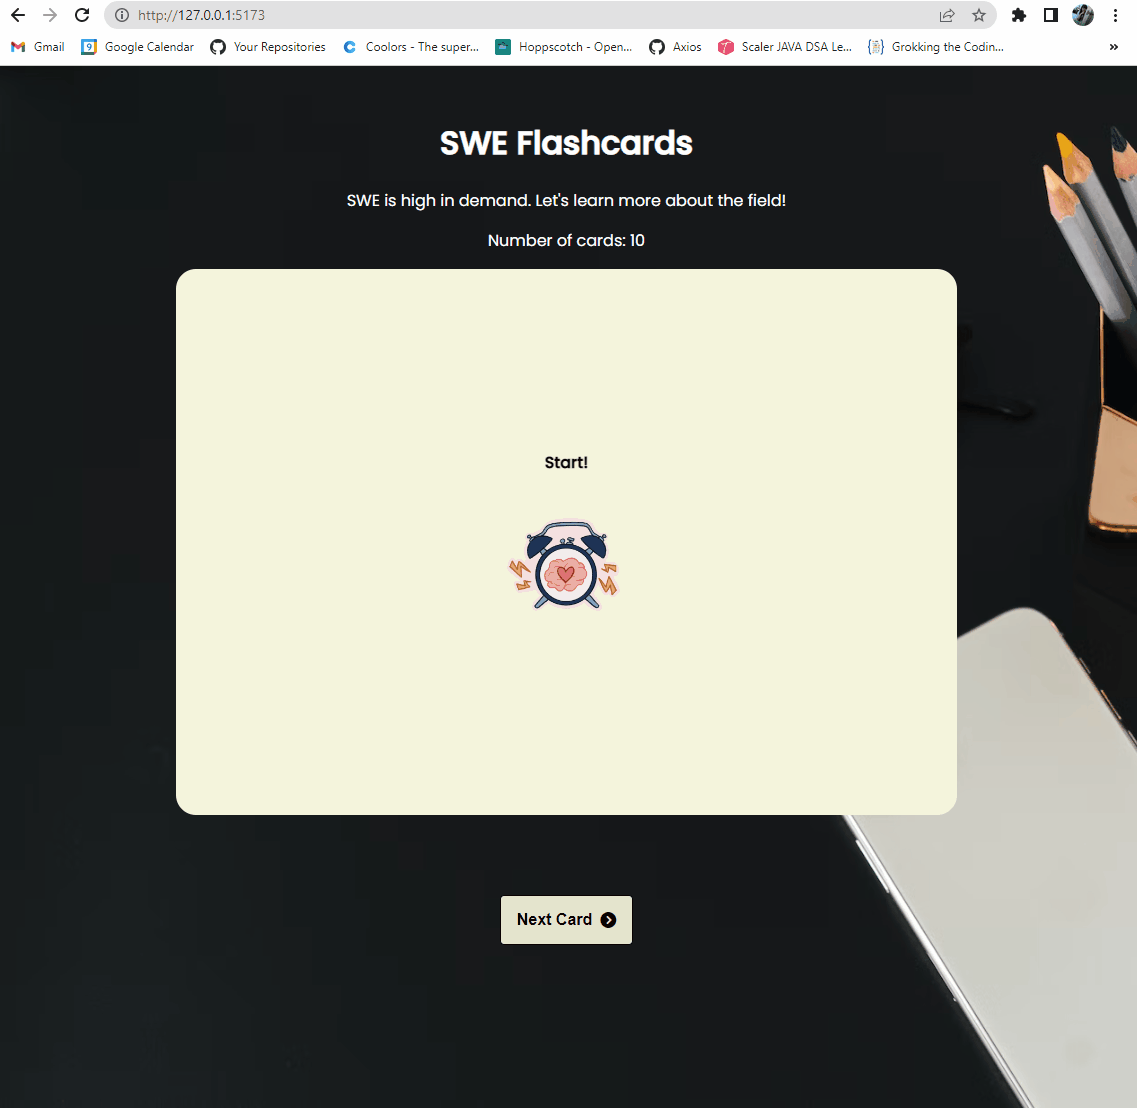 http://127.0.0.1:5173
Gmail
Google Calendar
Your Repositories
Coolors - The super...
Hoppscotch - Open...
Axios
Scaler JAVA DSA Le...
Grokking the Codin...
»
SWE Flashcards
SWE is high in demand. Let's learn more about the field!
Number of cards: 10
Start!
Next Card